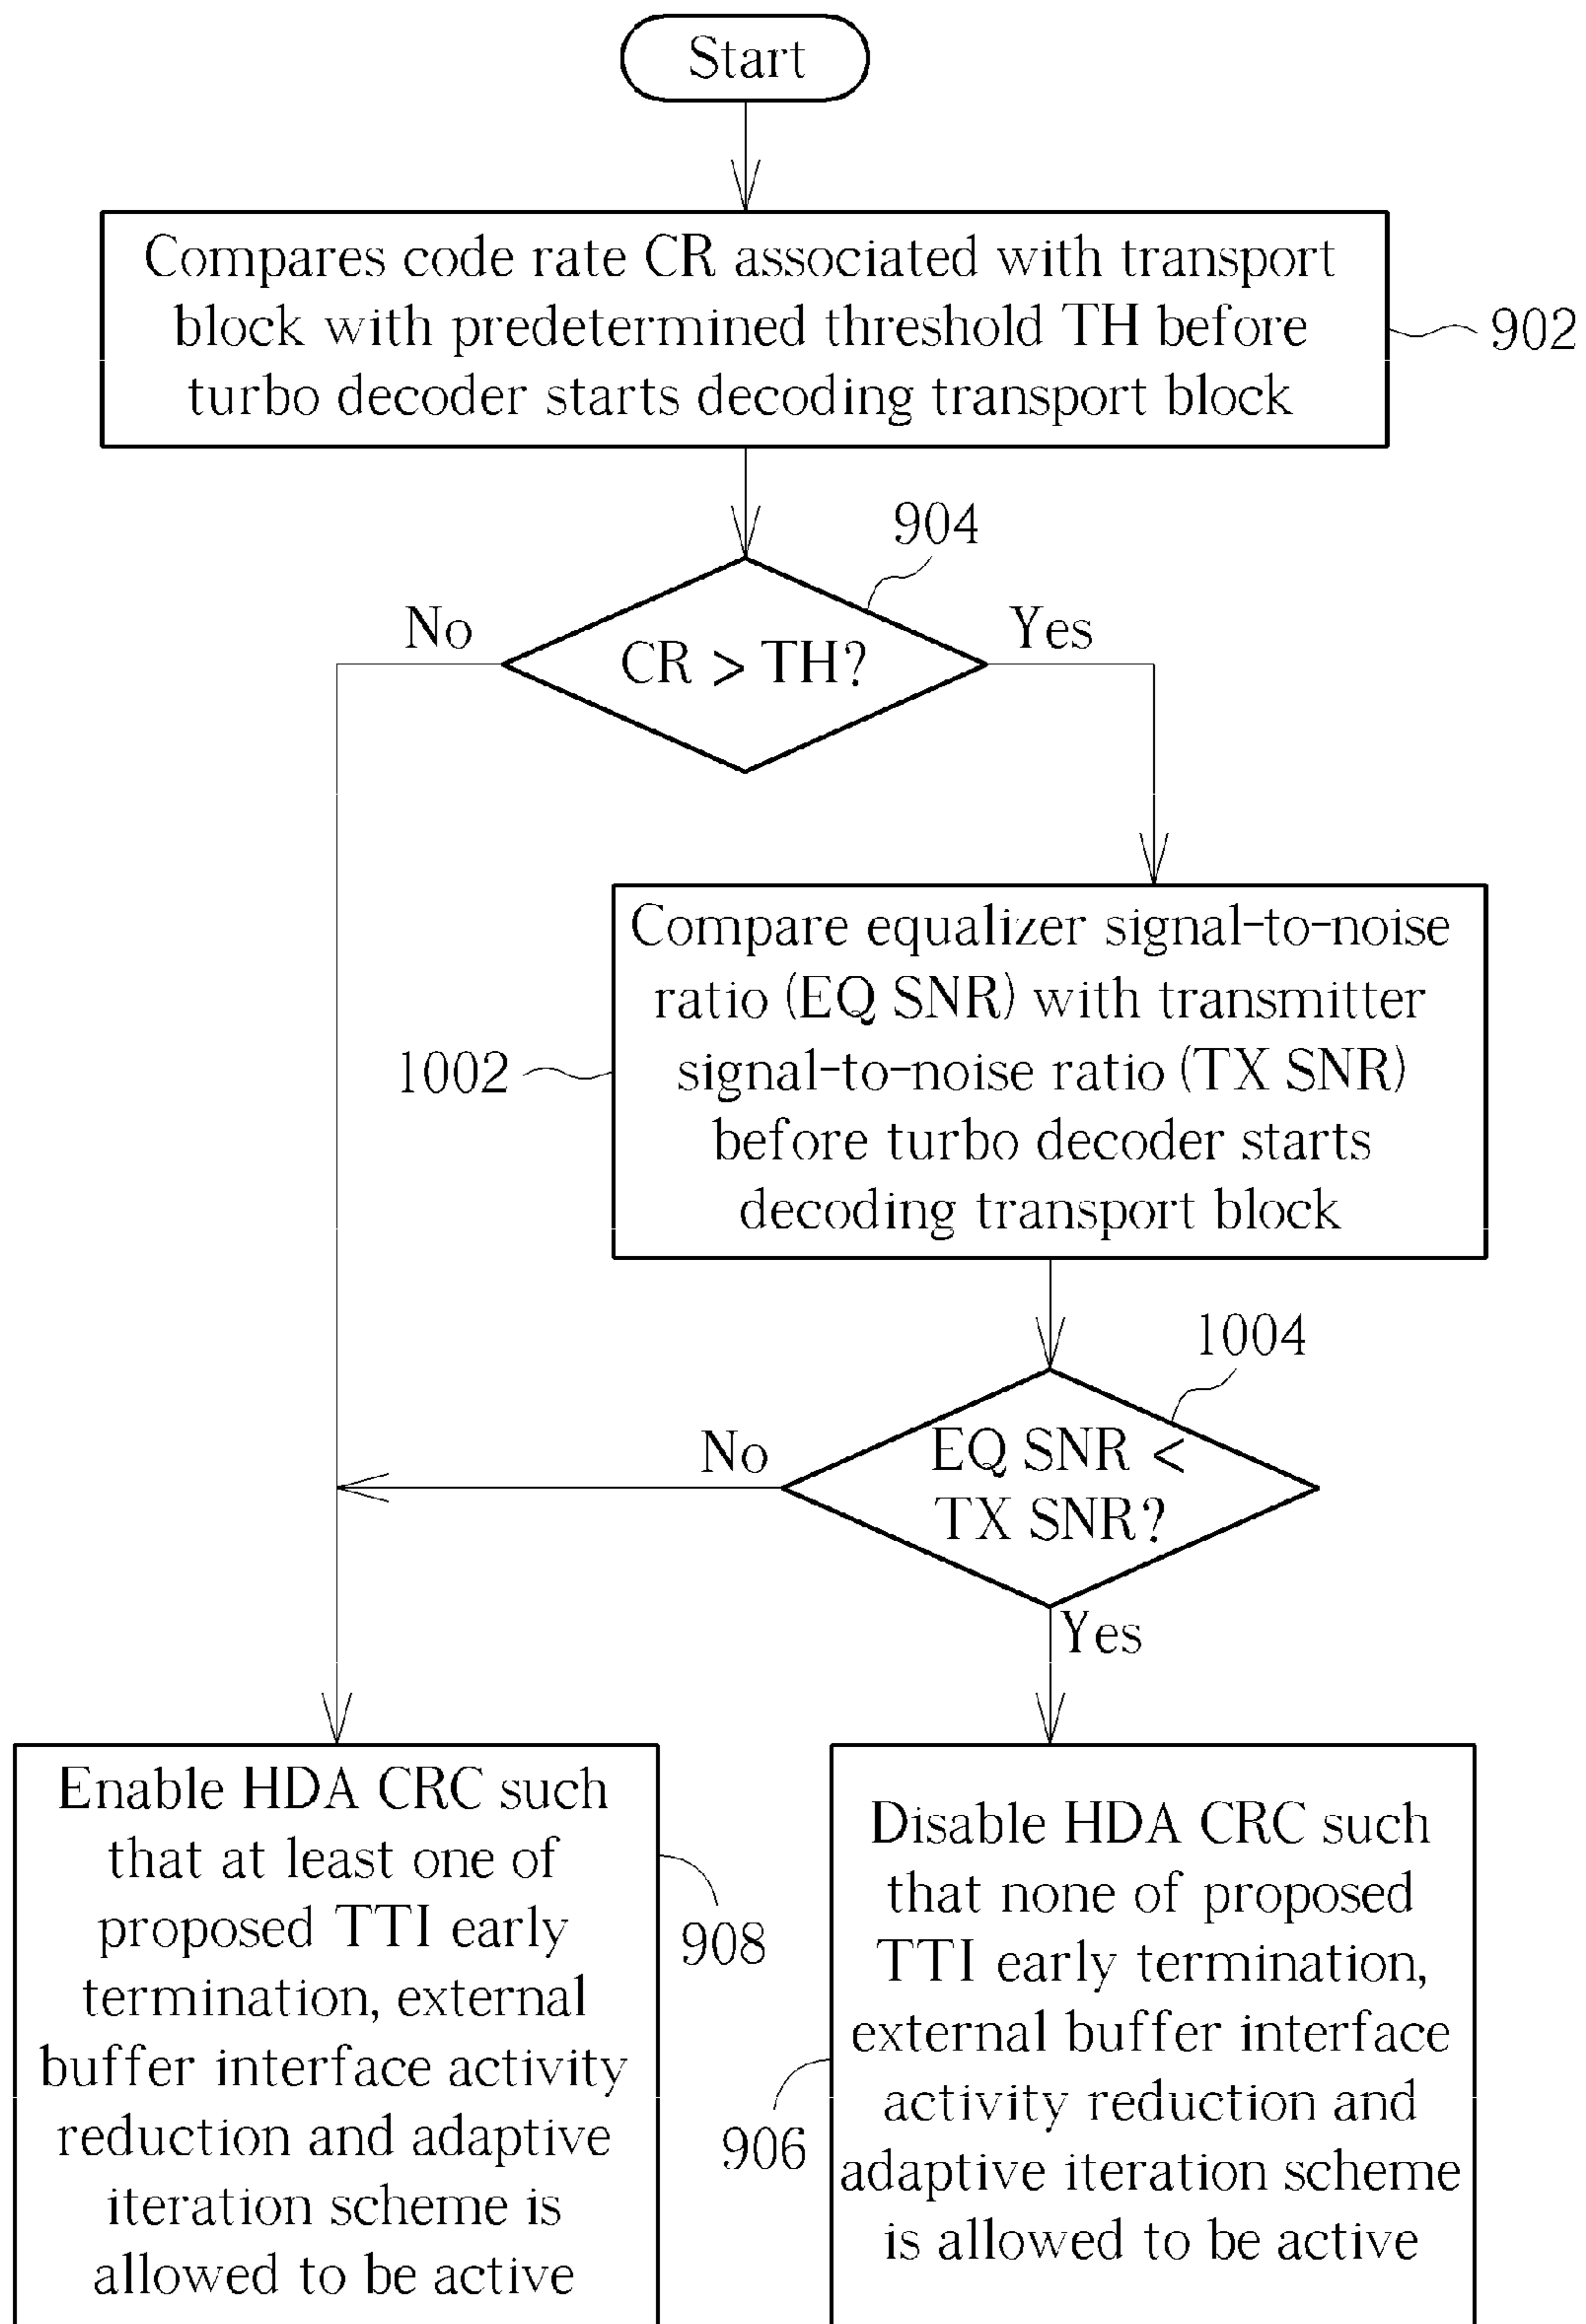 Start
Compares code rate CR associated with transport
block with predetermined threshold TH before
turbo decoder starts decoding transport block
902
904
No
Yes
CR > TH?
Compare equalizer signal-to-noise
ratio (EQ SNR) with transmitter
signal-to-noise ratio (TX SNR)
before turbo decoder starts
decoding transport block
1002
1004
No
EQ SNR <
TX SNR?
Yes
Enable HDA CRC such
that at least one of
proposed TTI early
termination, external
buffer interface activity
reduction and adaptive
iteration scheme is
allowed to be active
908
Disable HDA CRC such
that none of proposed
TTI early termination,
external buffer interface
activity reduction and
adaptive iteration scheme
is allowed to be active
906